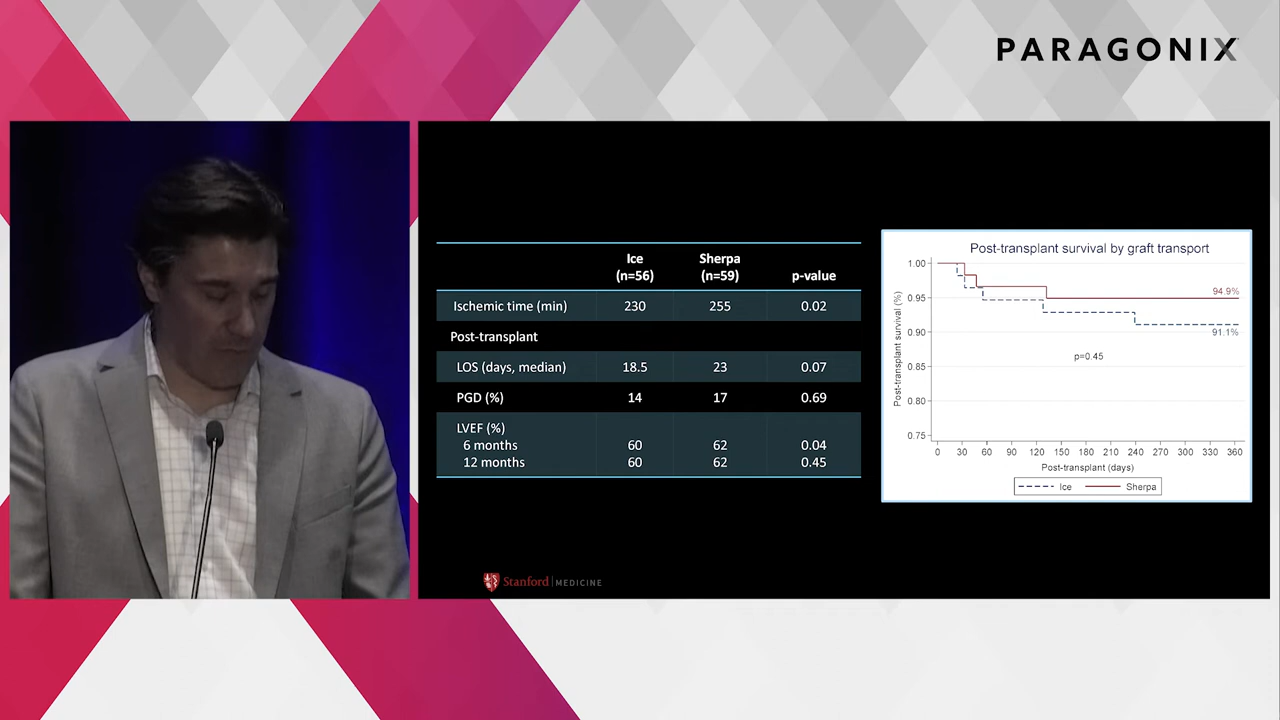 PARAGONIX
Ice Sherpa
(n=56) (n=59) p-value
Ischemic time (min) 230 255 0.02
Post-transplant
LOS (days, median) 18.5 23 0.07
PGD (%) 14 17 0.69
LVEF (%)
6 months 60 62 0.04
12 months 60 62 0.45
Stanford MEDICINE
Post-transplant survival by graft transport
1.00
0.95
0.90
0.85
0.80
0.75
Post-transplant survival (%)
94.9%
91.1%
p=0.45
0 30 60 90 120 150 180 210 240 270 300 330 360
Post-transplant (days)
Ice Sherpa